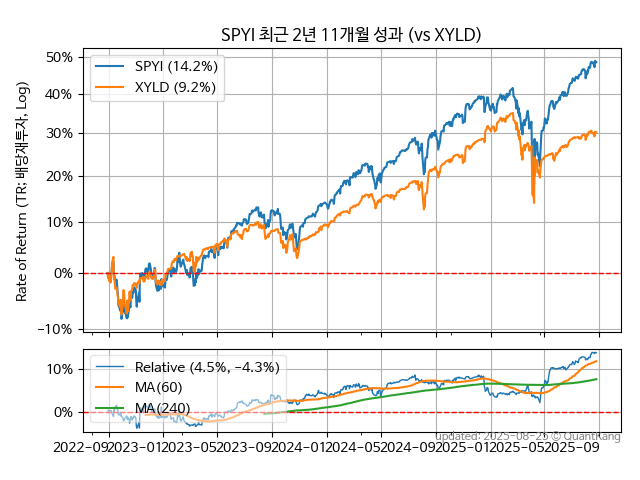 SPYI 최근 2년 11개월 성과 (vs XYLD)
Rate of Return (TR: 배당재투자, Log)
50%
40%
30%
20%
10%
0%
−10%
SPYI (14.2%)
XYLD (9.2%)
10%
0%
Relative (4.5%, −4.3%)
MA(60)
MA(240)
updated: 2025-08-25 © QuantKang
2022-09 2023-01 2023-05 2023-09 2024-01 2024-05 2024-09 2025-01 2025-05 2025-09